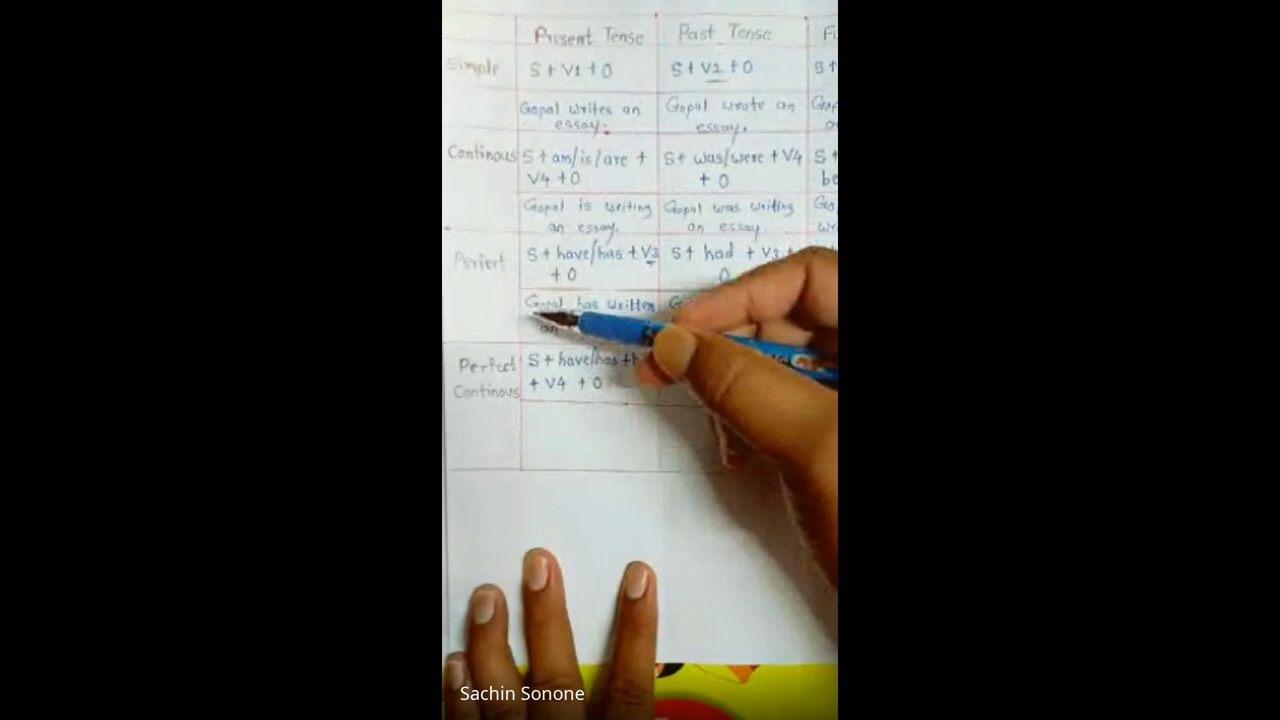 Present Tense Past Tense
Simple S + V1 + O S + V2 + O
Gopal writes an Gopal wrote an
essay. essay.
Continous S + am/is/are + S + was/were + V4
V4 + O + O
Gopal is writing Gopal was writing
an essay. an essay.
Perfect S + have/has + V3 S + had + V3
+ O O
Gopal has written
an
Perfect S + have/has +
Continous + V4 + O
Sachin Sonone